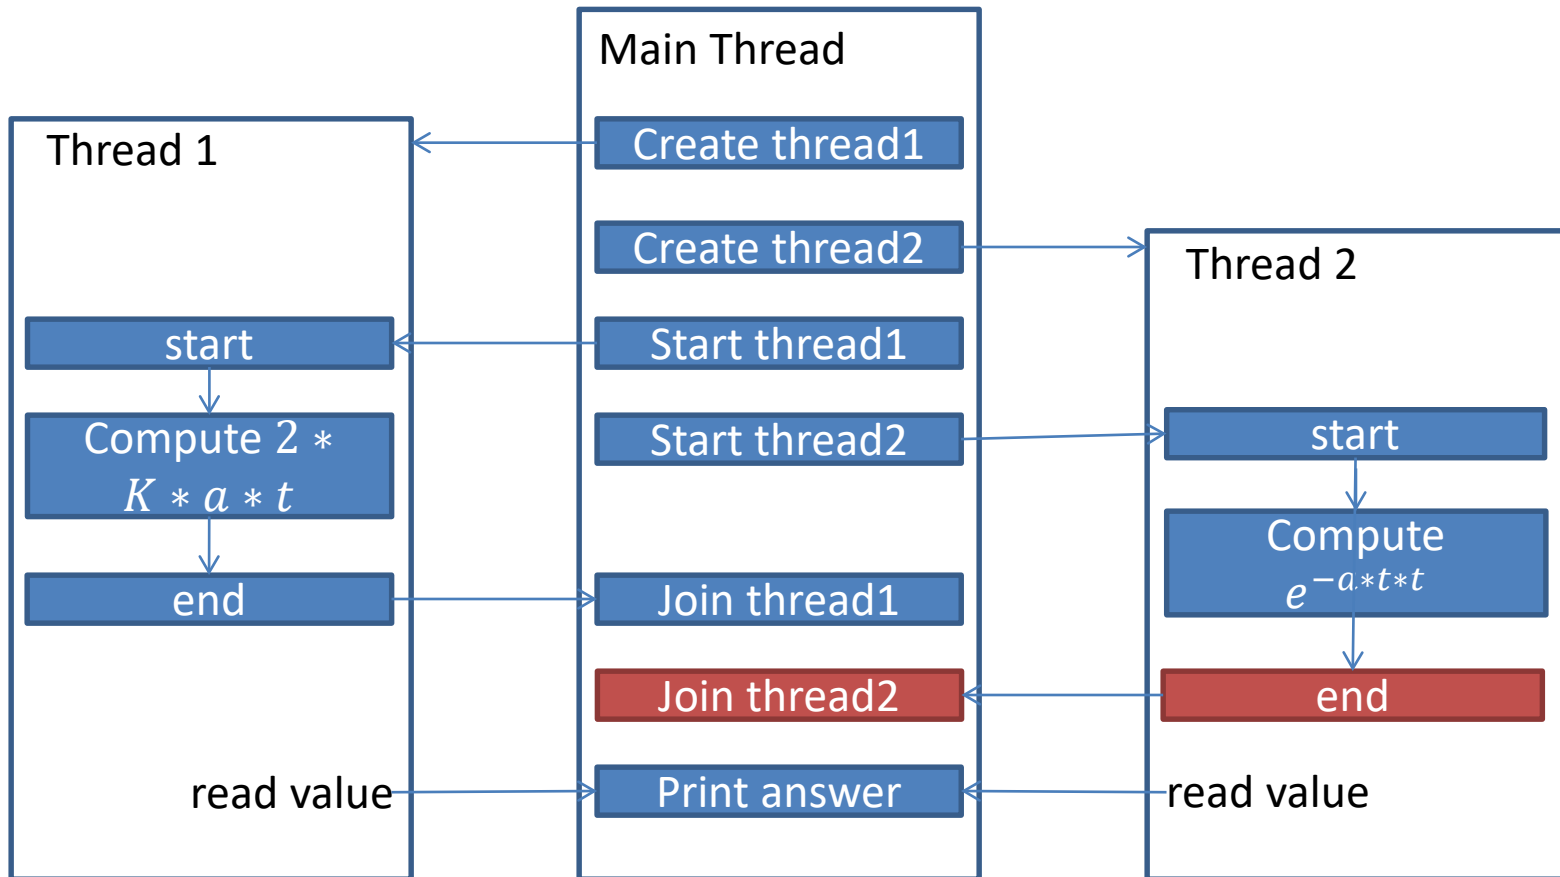 Main Thread
Create thread1
Thread 1
Create thread2
Thread 2
start
Start thread1
Compute 2 ∗
K ∗ a ∗ t
Start thread2
start
Compute
e^{−a∗t∗t}
end
Join thread1
Join thread2
end
read value
Print answer
read value